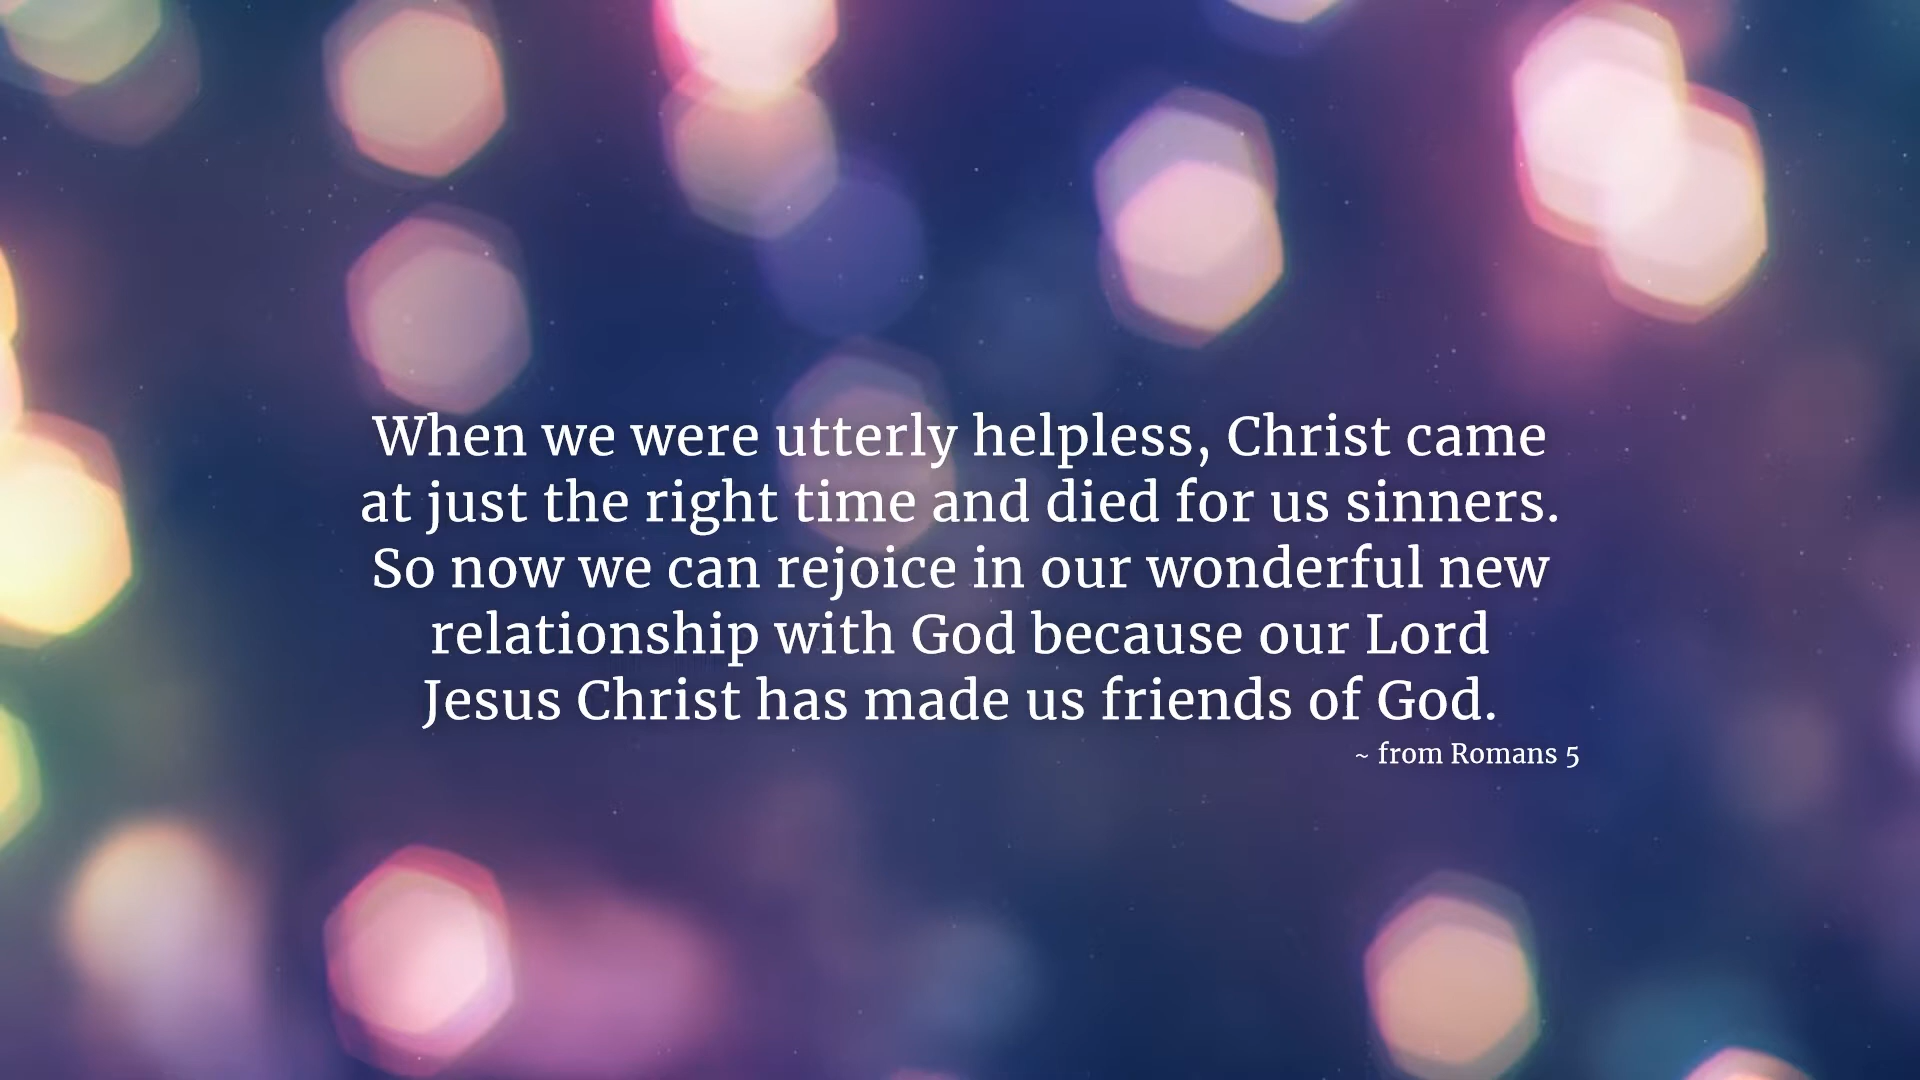 When we were utterly helpless, Christ came
at just the right time and died for us sinners.
So now we can rejoice in our wonderful new
relationship with God because our Lord
Jesus Christ has made us friends of God.
~ from Romans 5